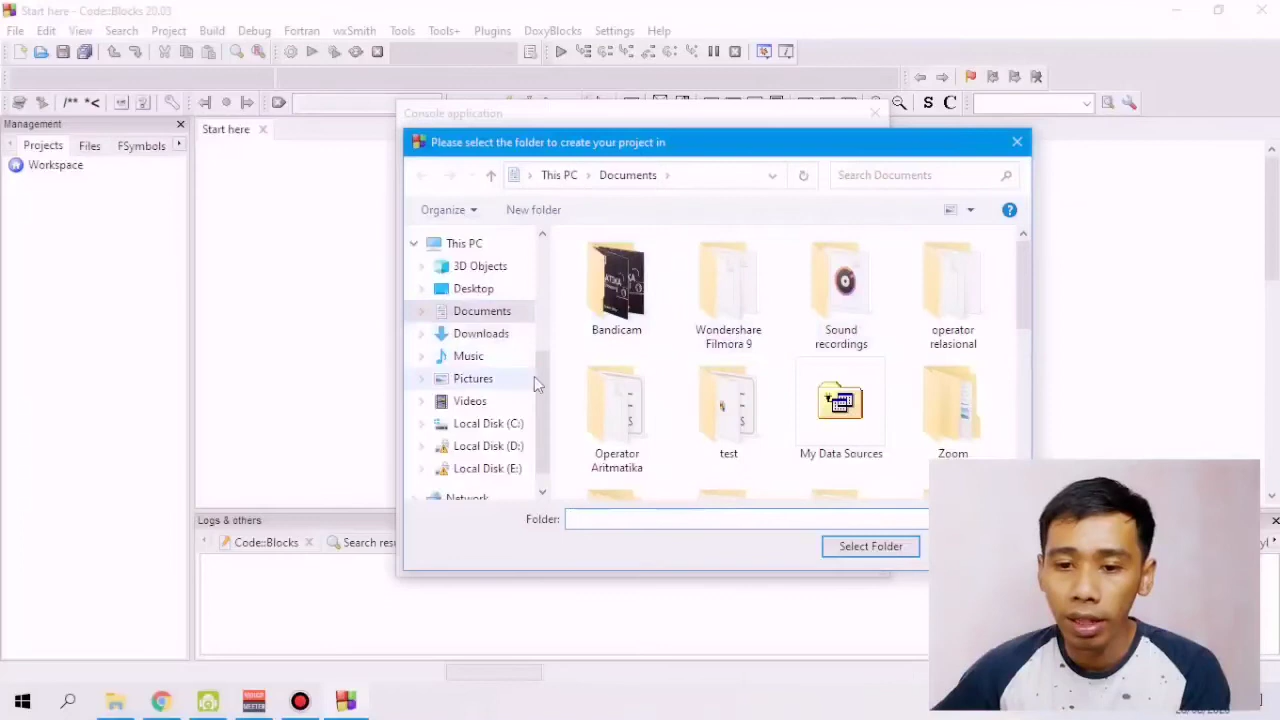 Start here - Code::Blocks 20.03
File Edit View Search Project Build Debug Fortran wxSmith Tools Tools+ Plugins DoxyBlocks Settings Help
/** *<
S C
Management
Projects Files FSymbols
Workspace
Start here
Console application
Please select the folder to create your project in
This PC Documents
Search Documents
Organize New folder
This PC
3D Objects
Desktop
Documents
Downloads
Music
Pictures
Videos
Local Disk (C:)
Local Disk (D:)
Local Disk (E:)
Network
Bandicam
Wondershare
Filmora 9
Sound
recordings
operator
relasional
Operator
Aritmatika
test
My Data Sources
Zoom
Folder:
Select Folder
Logs & others
Code::Blocks
Search res